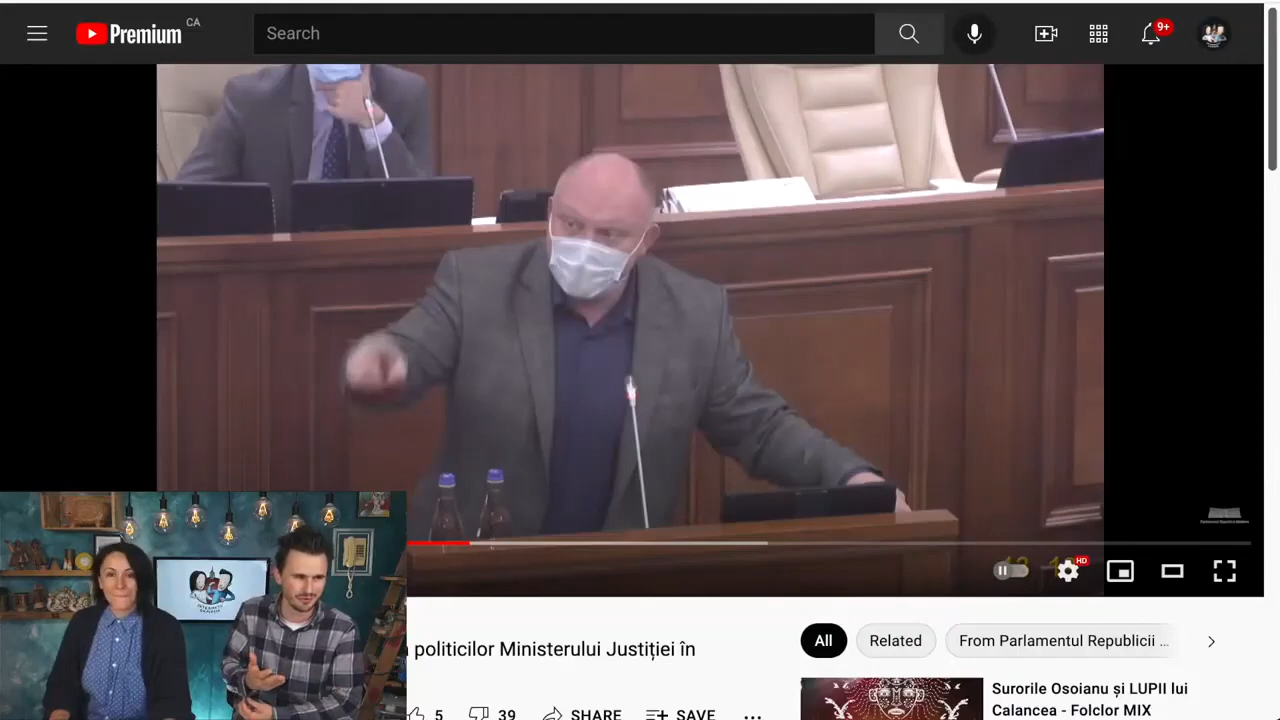 Premium
CA
Search
9+
HD
politicilor Ministerului Justiției în
5
39
SHARE
SAVE
...
All
Related
From Parlamentul Republicii ...
Surorile Osoianu și LUPII lui
Calancea - Folclor MIX